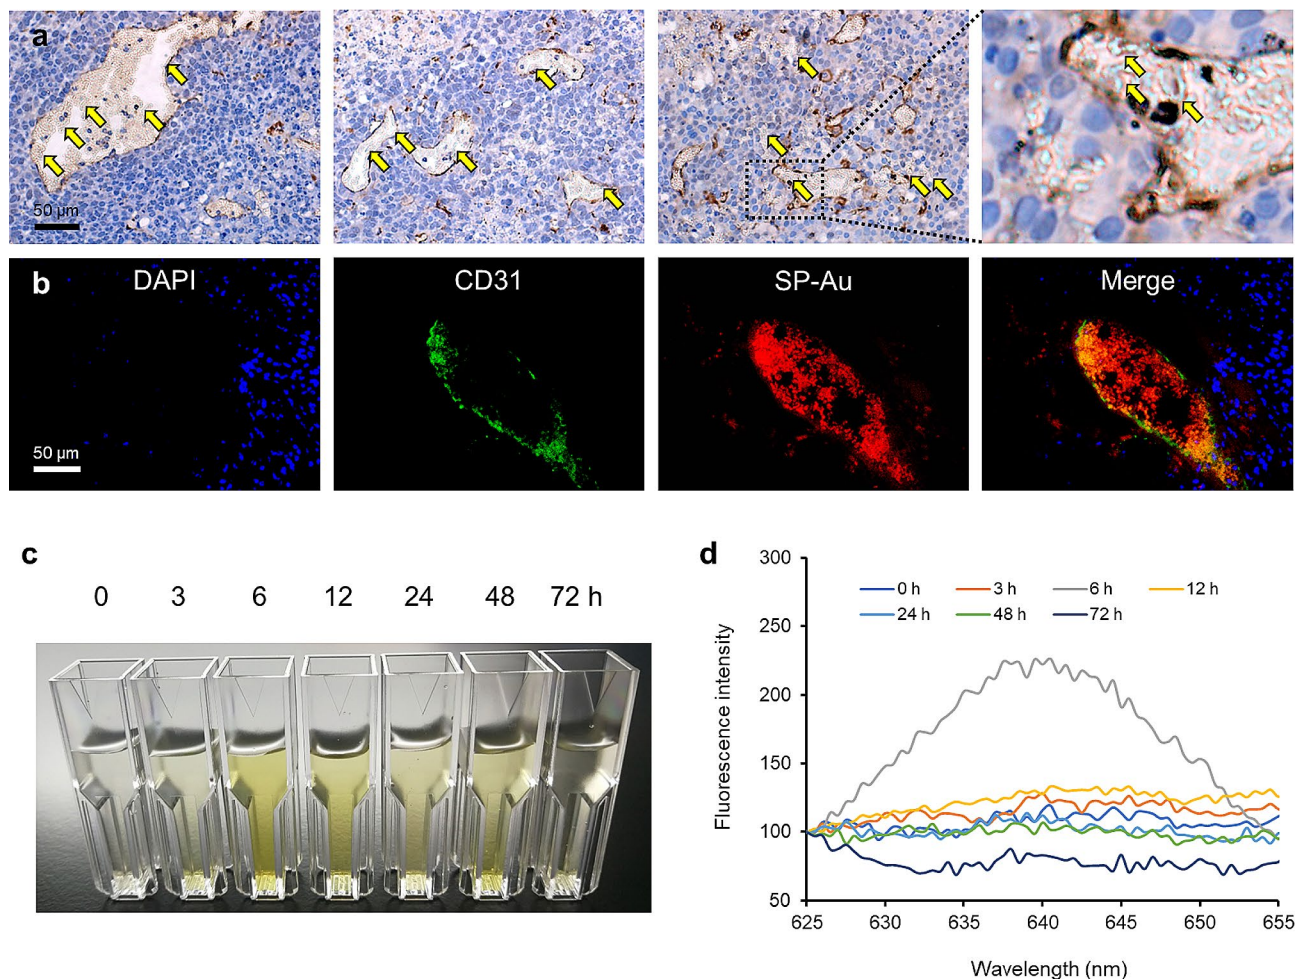 a
50 µm
b
DAPI
CD31
SP-Au
Merge
50 µm
c
0 3 6 12 24 48 72 h
d
300
250
200
150
100
50
Fluorescence intensity
0 h 3 h 6 h 12 h
24 h 48 h 72 h
625 630 635 640 645 650 655
Wavelength (nm)